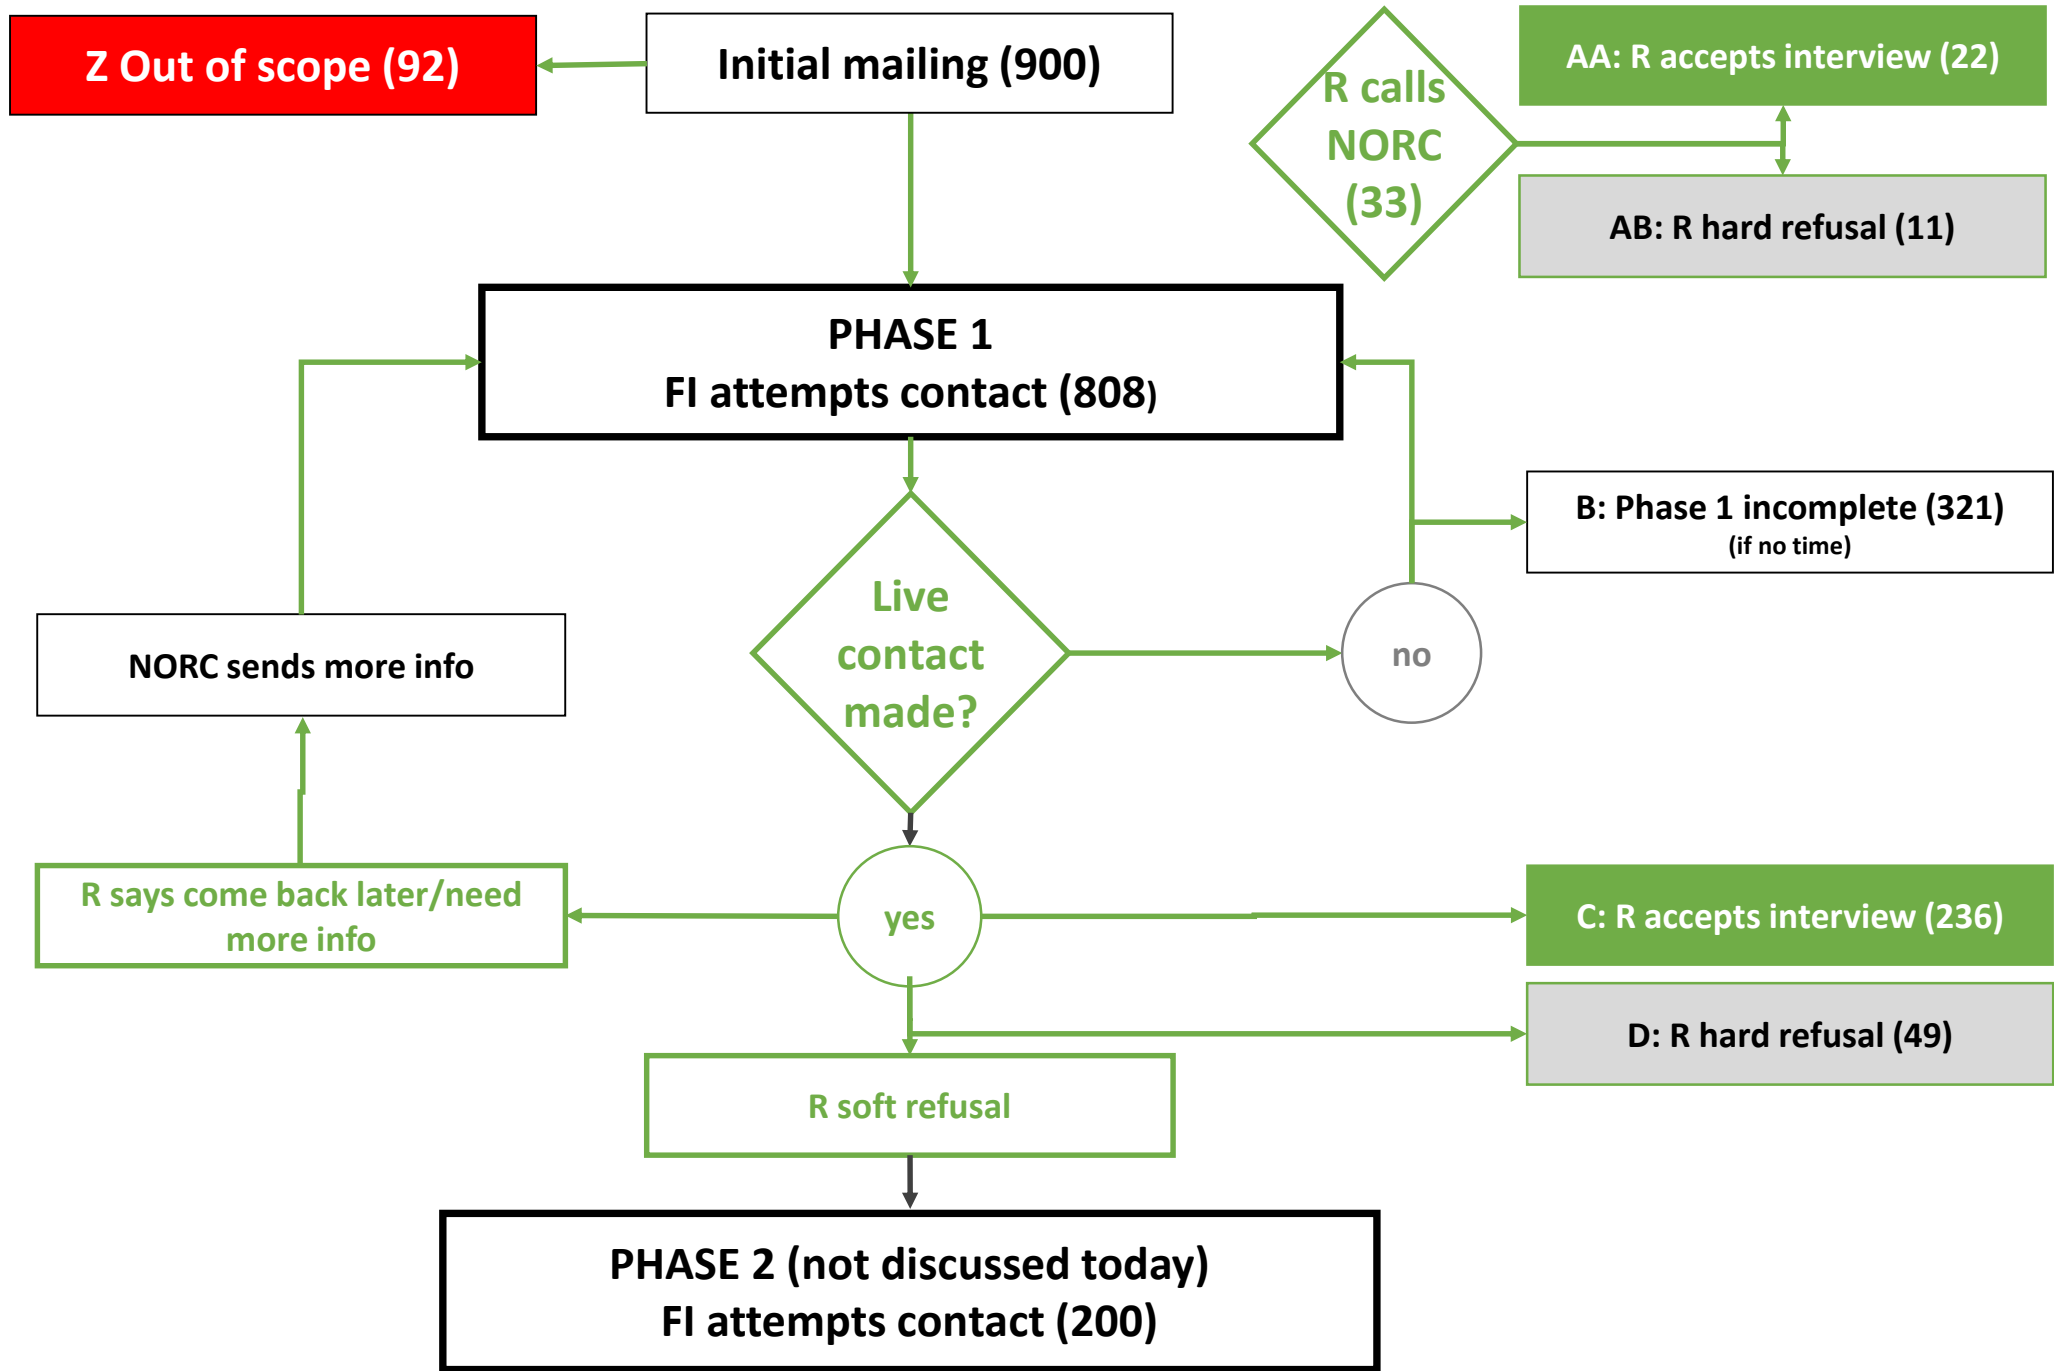 Z Out of scope (92)
Initial mailing (900)
R calls
NORC
(33)
AA: R accepts interview (22)
AB: R hard refusal (11)
PHASE 1
FI attempts contact (808)
B: Phase 1 incomplete (321)
(if no time)
Live
contact
made?
no
NORC sends more info
R says come back later/need
more info
yes
C: R accepts interview (236)
D: R hard refusal (49)
R soft refusal
PHASE 2 (not discussed today)
FI attempts contact (200)